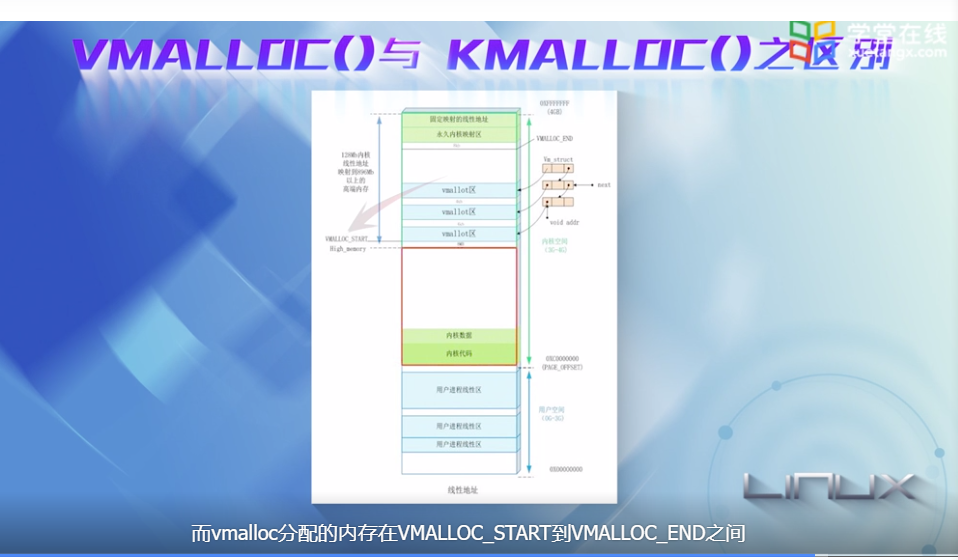 VMALLOC()与 KMALLOC()之区别
学堂在线
xuetangx.com
0XFFFFFFFF
(4GB)
固定映射的线性地址
永久内核映射区
VMALLOC_END
128Mb内核
线性地址
映射到896Mb
以上的
高端内存
Vm_struct
next
void addr
vmallot区
vmallot区
vmallot区
VMALLOC_START
High_memory
内核空间
(3G-4G)
内核数据
内核代码
0XC0000000
(PAGE_OFFSET)
用户进程线性区
用户空间
(0G-3G)
用户进程线性区
用户进程线性区
0X00000000
线性地址
LINUX
而vmalloc分配的内存在VMALLOC_START到VMALLOC_END之间